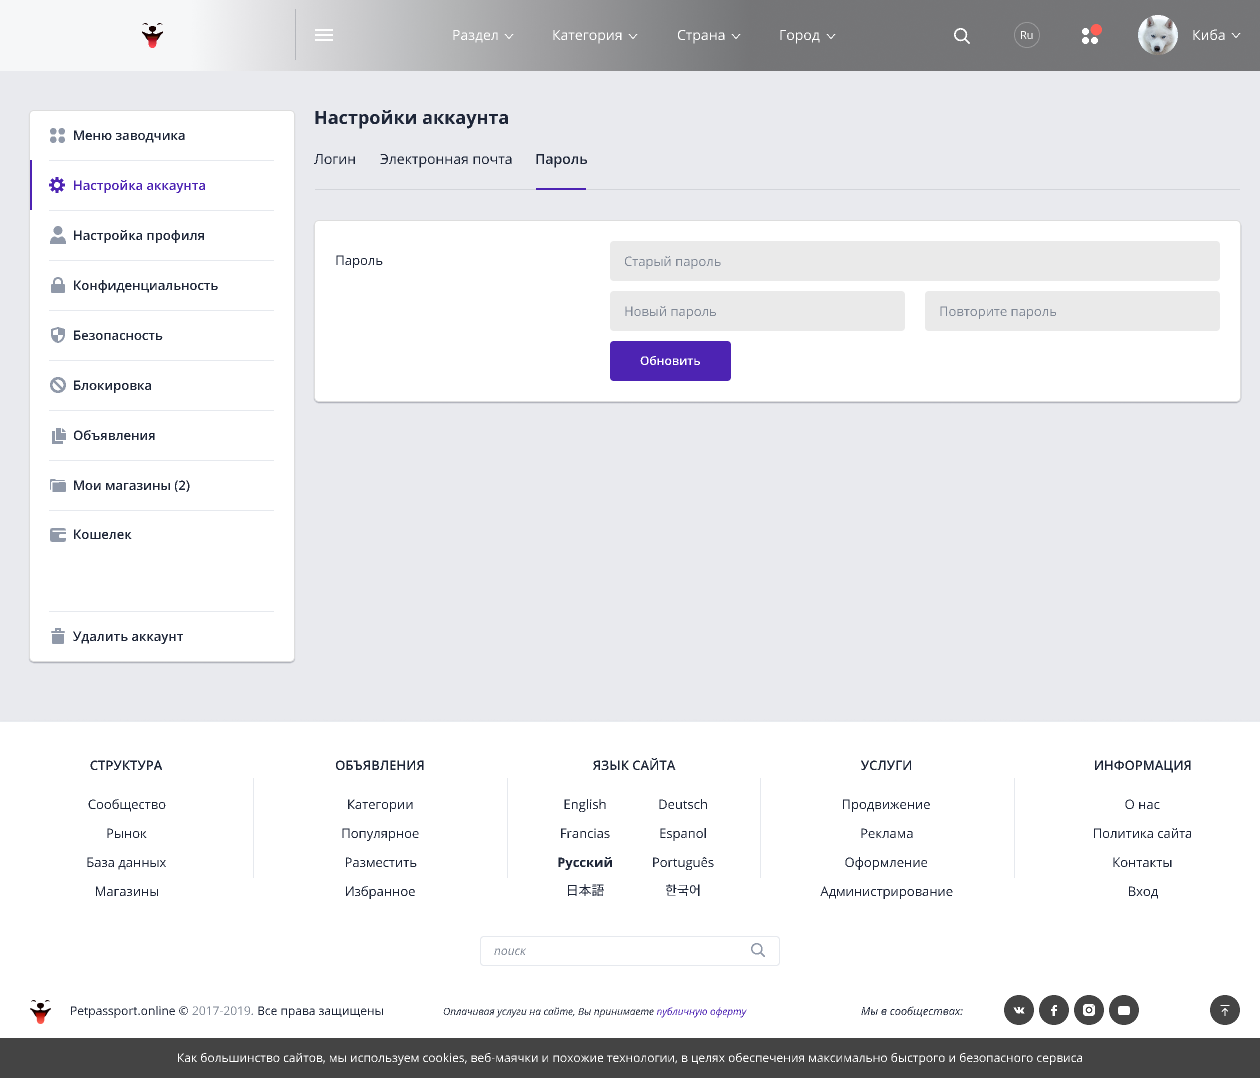 Раздел
Категория
Страна
Город
Ru
Киба
Меню заводчика
Настройка аккаунта
Настройка профиля
Конфиденциальность
Безопасность
Блокировка
Объявления
Мои магазины (2)
Кошелек
Удалить аккаунт
Настройки аккаунта
Логин
Электронная почта
Пароль
Пароль
Старый пароль
Новый пароль
Повторите пароль
Обновить
СТРУКТУРА
Сообщество
Рынок
База данных
Магазины
ОБЪЯВЛЕНИЯ
Категории
Популярное
Разместить
Избранное
ЯЗЫК САЙТА
English
Deutsch
Francias
Espanol
Русский
Português
日本語
한국어
УСЛУГИ
Продвижение
Реклама
Оформление
Администрирование
ИНФОРМАЦИЯ
О нас
Политика сайта
Контакты
Вход
поиск
Petpassport.online © 2017-2019. Все права защищены
Оплачивая услуги на сайте, Вы принимаете публичную оферту
Мы в сообществах:
Как большинство сайтов, мы используем cookies, веб-маячки и похожие технологии, в целях обеспечения максимально быстрого и безопасного сервиса